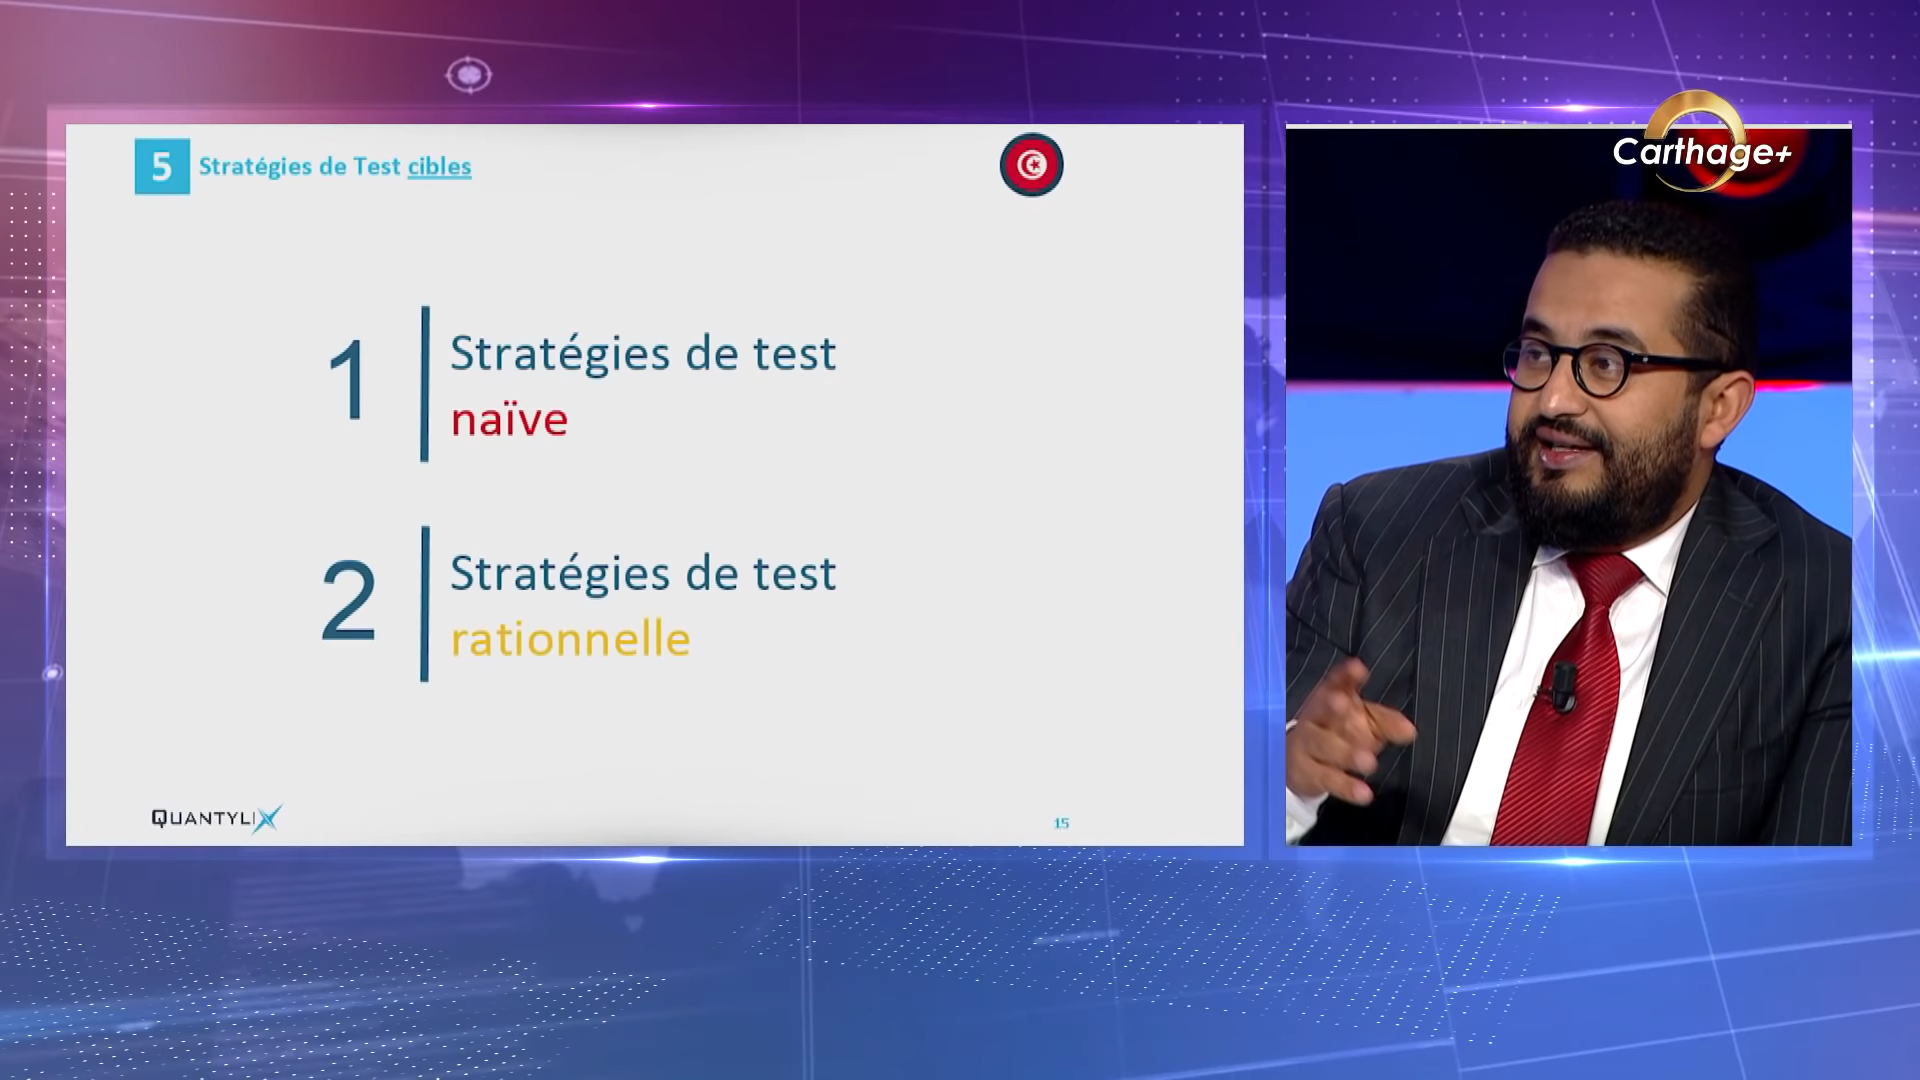 5
Stratégies de Test cibles
1
Stratégies de test
naïve
2
Stratégies de test
rationnelle
QUANTYLIX
15
Carthage+